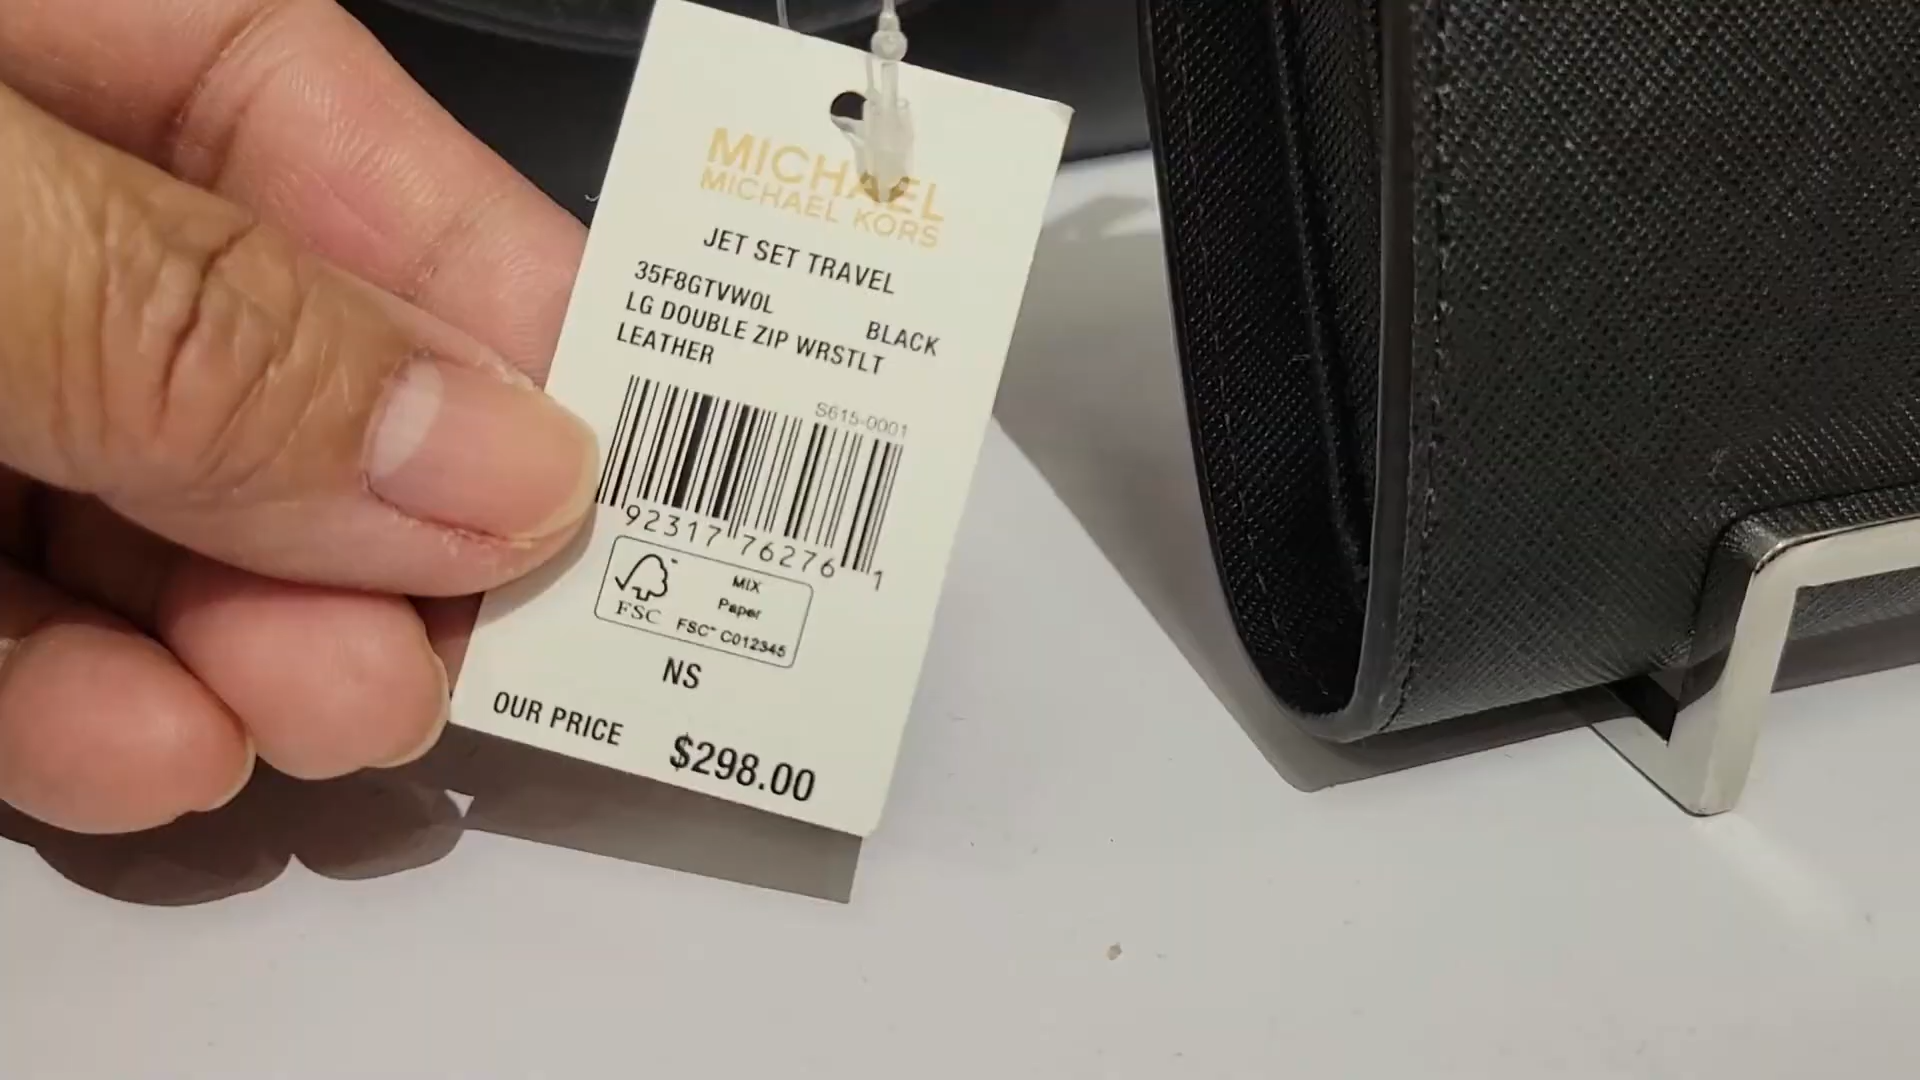 MICHAEL
MICHAEL KORS
JET SET TRAVEL
35F8GTVW0L BLACK
LG DOUBLE ZIP WRSTLT
LEATHER
S615-0001
92317 76276 1
FSC
MIX
Paper
FSC™ C012345
NS
OUR PRICE $298.00